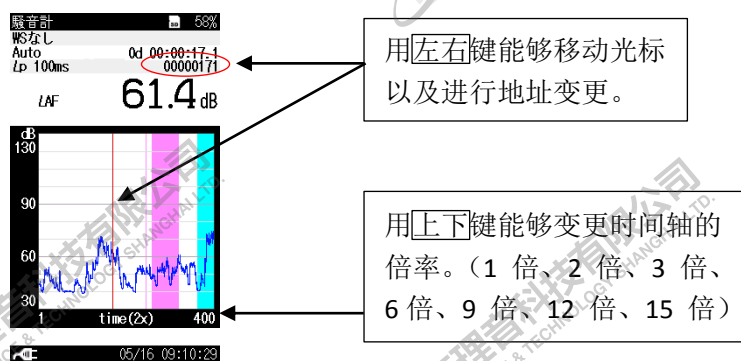 騒音計 SD 58%
WSなし
Auto 0d 00:00:17.1
Lp 100ms 00000171
LAF 61.4 dB
dB
130
90
60
30
1 time(2x) 400
05/16 09:10:29
用左右键能够移动光标
以及进行地址变更。
用上下键能够变更时间轴的
倍率。（1 倍、2 倍、3 倍、
6 倍、9 倍、12 倍、15 倍）